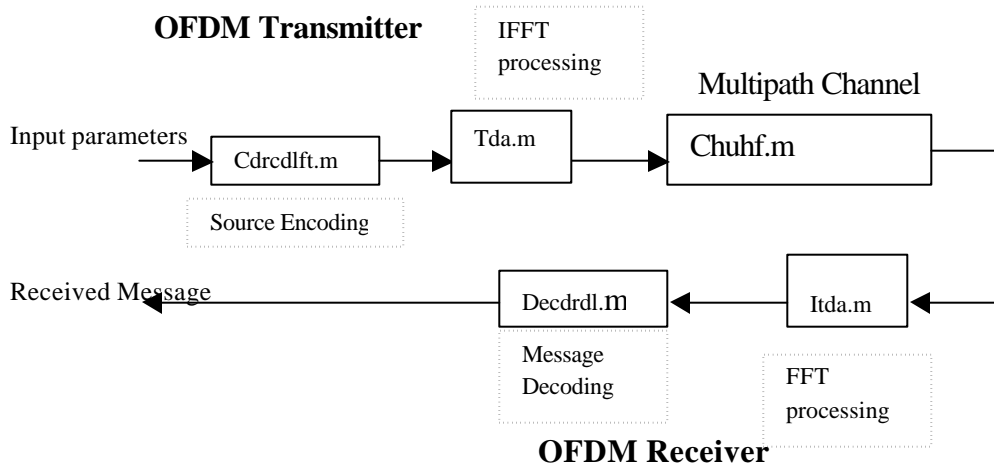 OFDM Transmitter
IFFT
processing
Multipath Channel
Input parameters
Cdrcdlft.m
Tda.m
Chuhf.m
Source Encoding
Received Message
Decdrdl.m
Itda.m
Message
Decoding
FFT
processing
OFDM Receiver